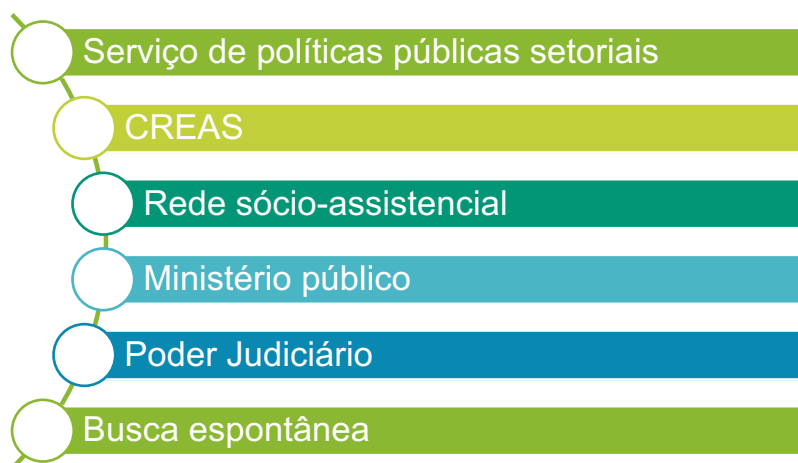 Serviço de políticas públicas setoriais
CREAS
Rede sócio-assistencial
Ministério público
Poder Judiciário
Busca espontânea